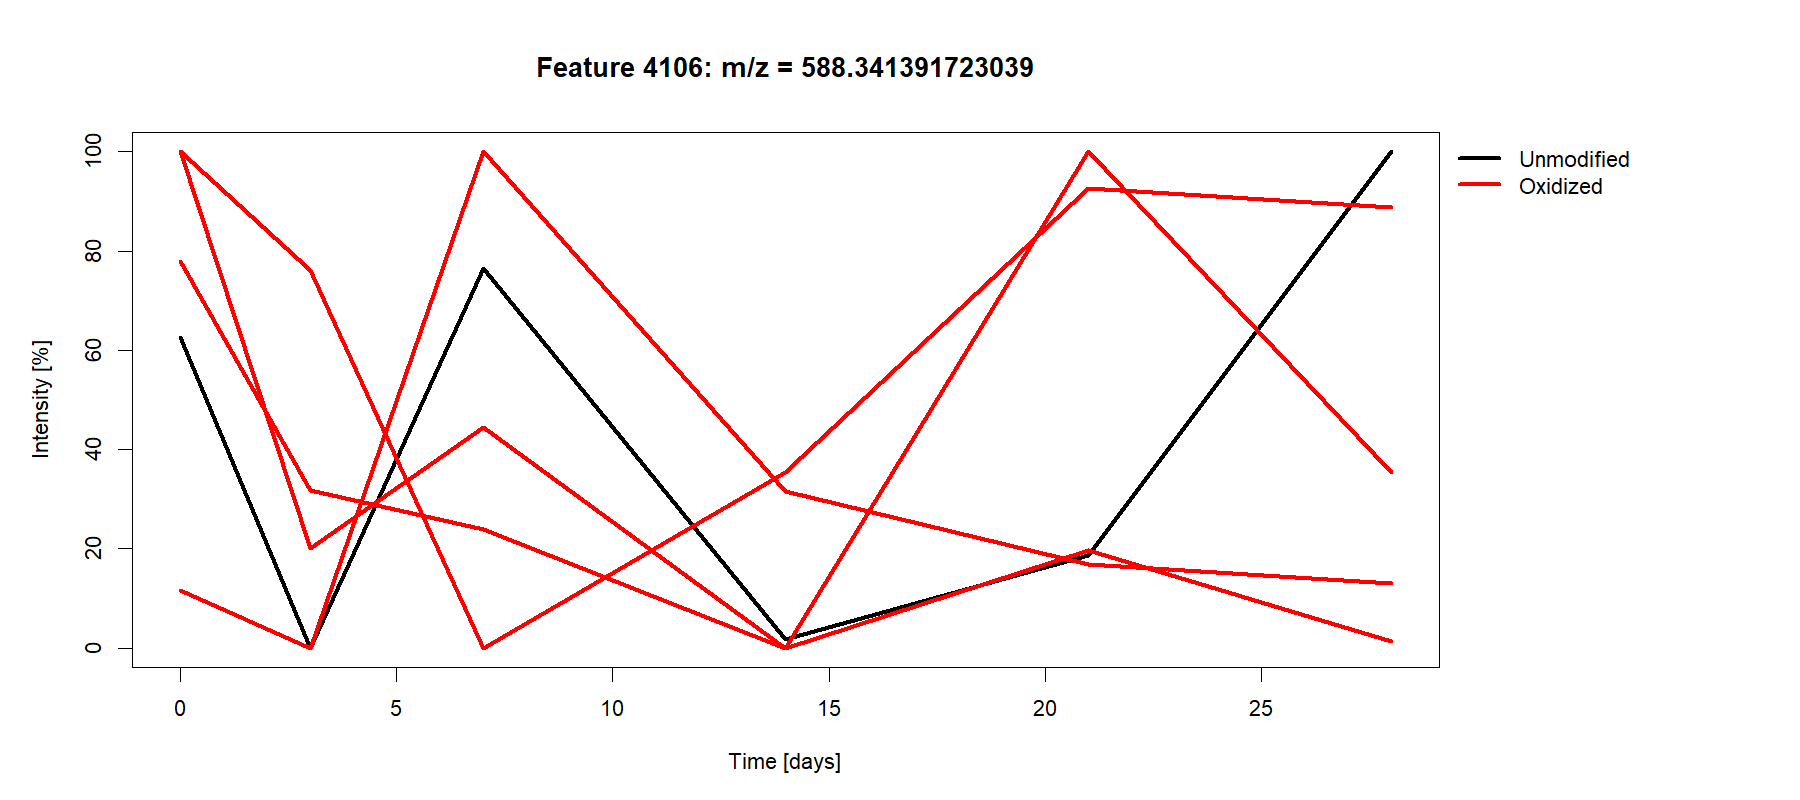 Feature 4106: m/z = 588.341391723039
Unmodified
Oxidized
100
80
60
40
20
0
Intensity [%]
0 5 10 15 20 25
Time [days]